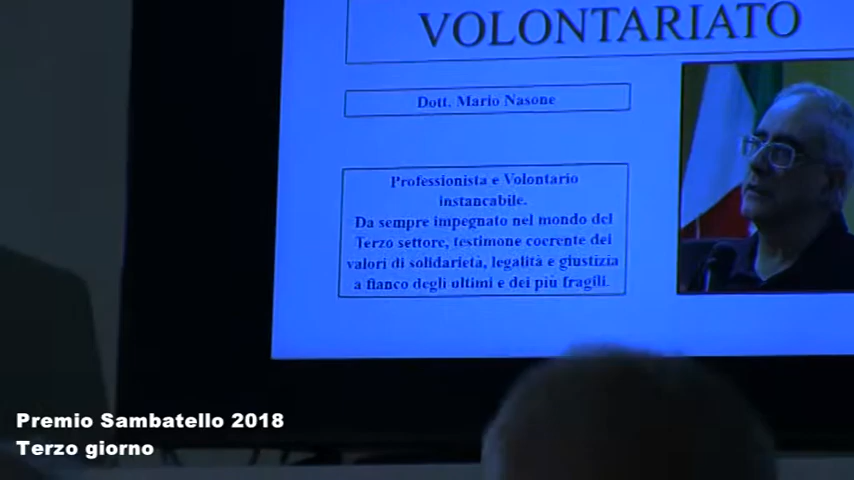 VOLONTARIATO
Dott. Mario Nasone
Professionista e Volontario
instancabile.
Da sempre impegnato nel mondo del
Terzo settore, testimone coerente dei
valori di solidarietà, legalità e giustizia
a fianco degli ultimi e dei più fragili.
Premio Sambatello 2018
Terzo giorno